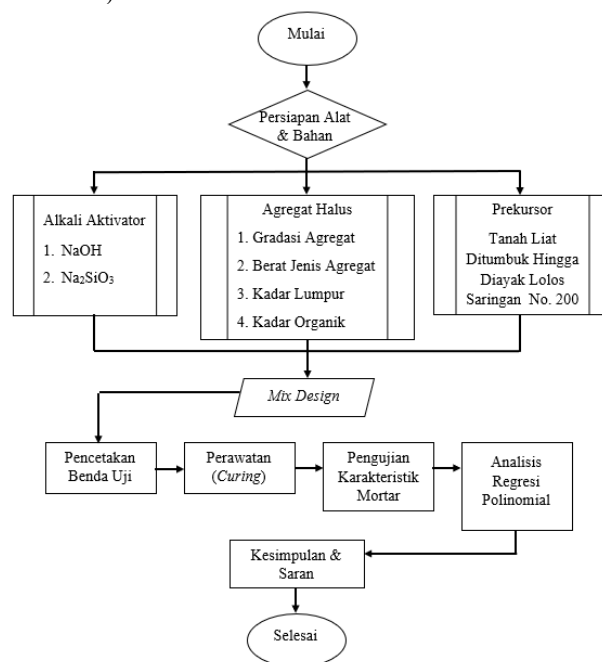 )
Mulai
Persiapan Alat
& Bahan
Alkali Aktivator
1. NaOH
2. Na₂SiO₃
Agregat Halus
1. Gradasi Agregat
2. Berat Jenis Agregat
3. Kadar Lumpur
4. Kadar Organik
Prekursor
Tanah Liat
Ditumbuk Hingga
Diayak Lolos
Saringan No. 200
Mix Design
Pencetakan
Benda Uji
Perawatan
(Curing)
Pengujian
Karakteristik
Mortar
Analisis
Regresi
Polinomial
Kesimpulan &
Saran
Selesai